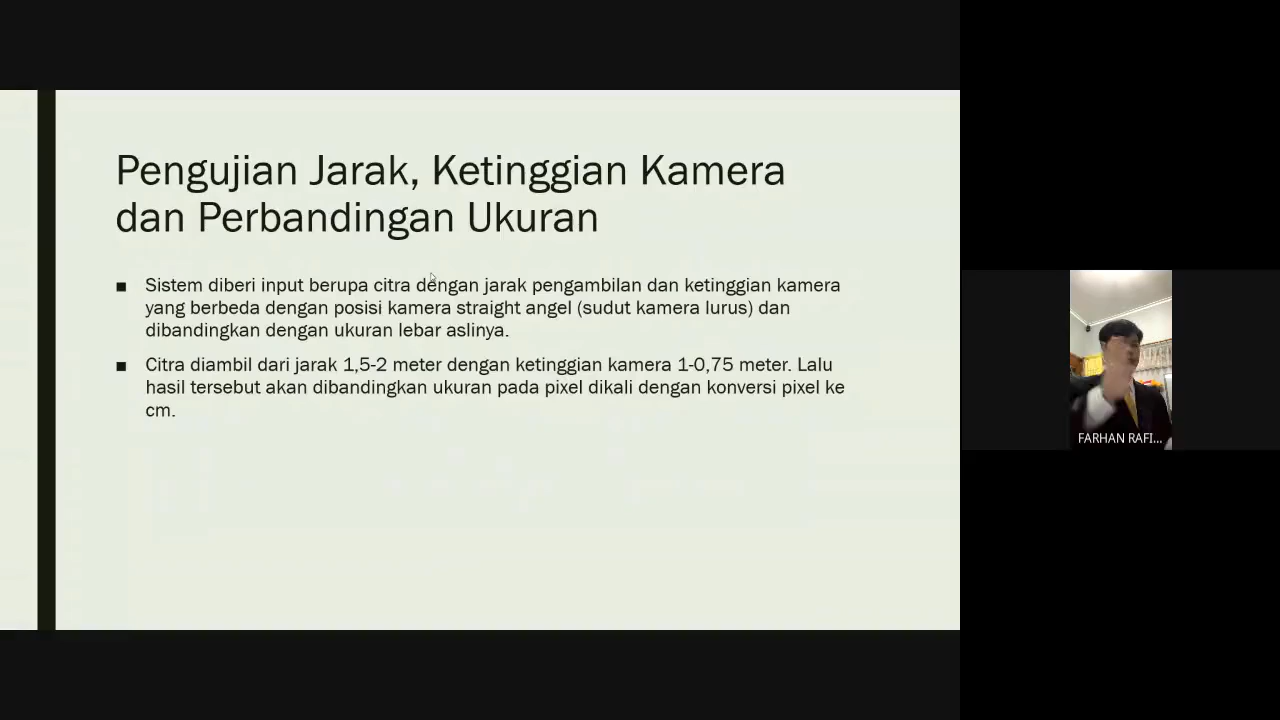 Pengujian Jarak, Ketinggian Kamera
dan Perbandingan Ukuran
■ Sistem diberi input berupa citra dengan jarak pengambilan dan ketinggian kamera
yang berbeda dengan posisi kamera straight angel (sudut kamera lurus) dan
dibandingkan dengan ukuran lebar aslinya.
■ Citra diambil dari jarak 1,5-2 meter dengan ketinggian kamera 1-0,75 meter. Lalu
hasil tersebut akan dibandingkan ukuran pada pixel dikali dengan konversi pixel ke
cm.
FARHAN RAFI...